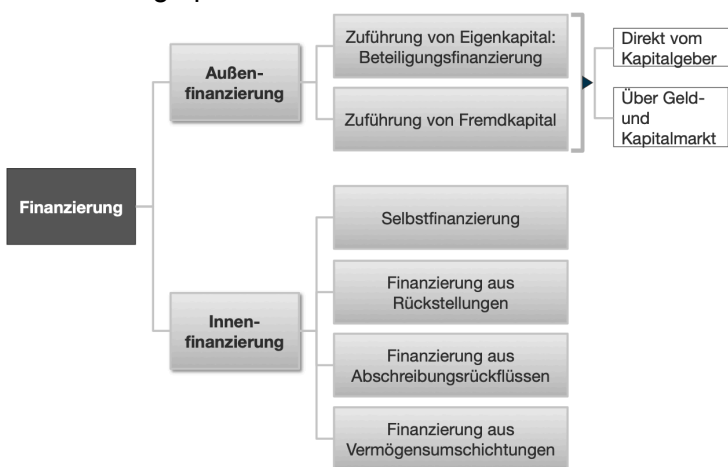 Zuführung von Eigenkapital:
Beteiligungsfinanzierung
Direkt vom
Kapitalgeber
Außen-
finanzierung
Zuführung von Fremdkapital
Über Geld-
und
Kapitalmarkt
Finanzierung
Selbstfinanzierung
Finanzierung aus
Rückstellungen
Innen-
finanzierung
Finanzierung aus
Abschreibungsrückflüssen
Finanzierung aus
Vermögensumschichtungen